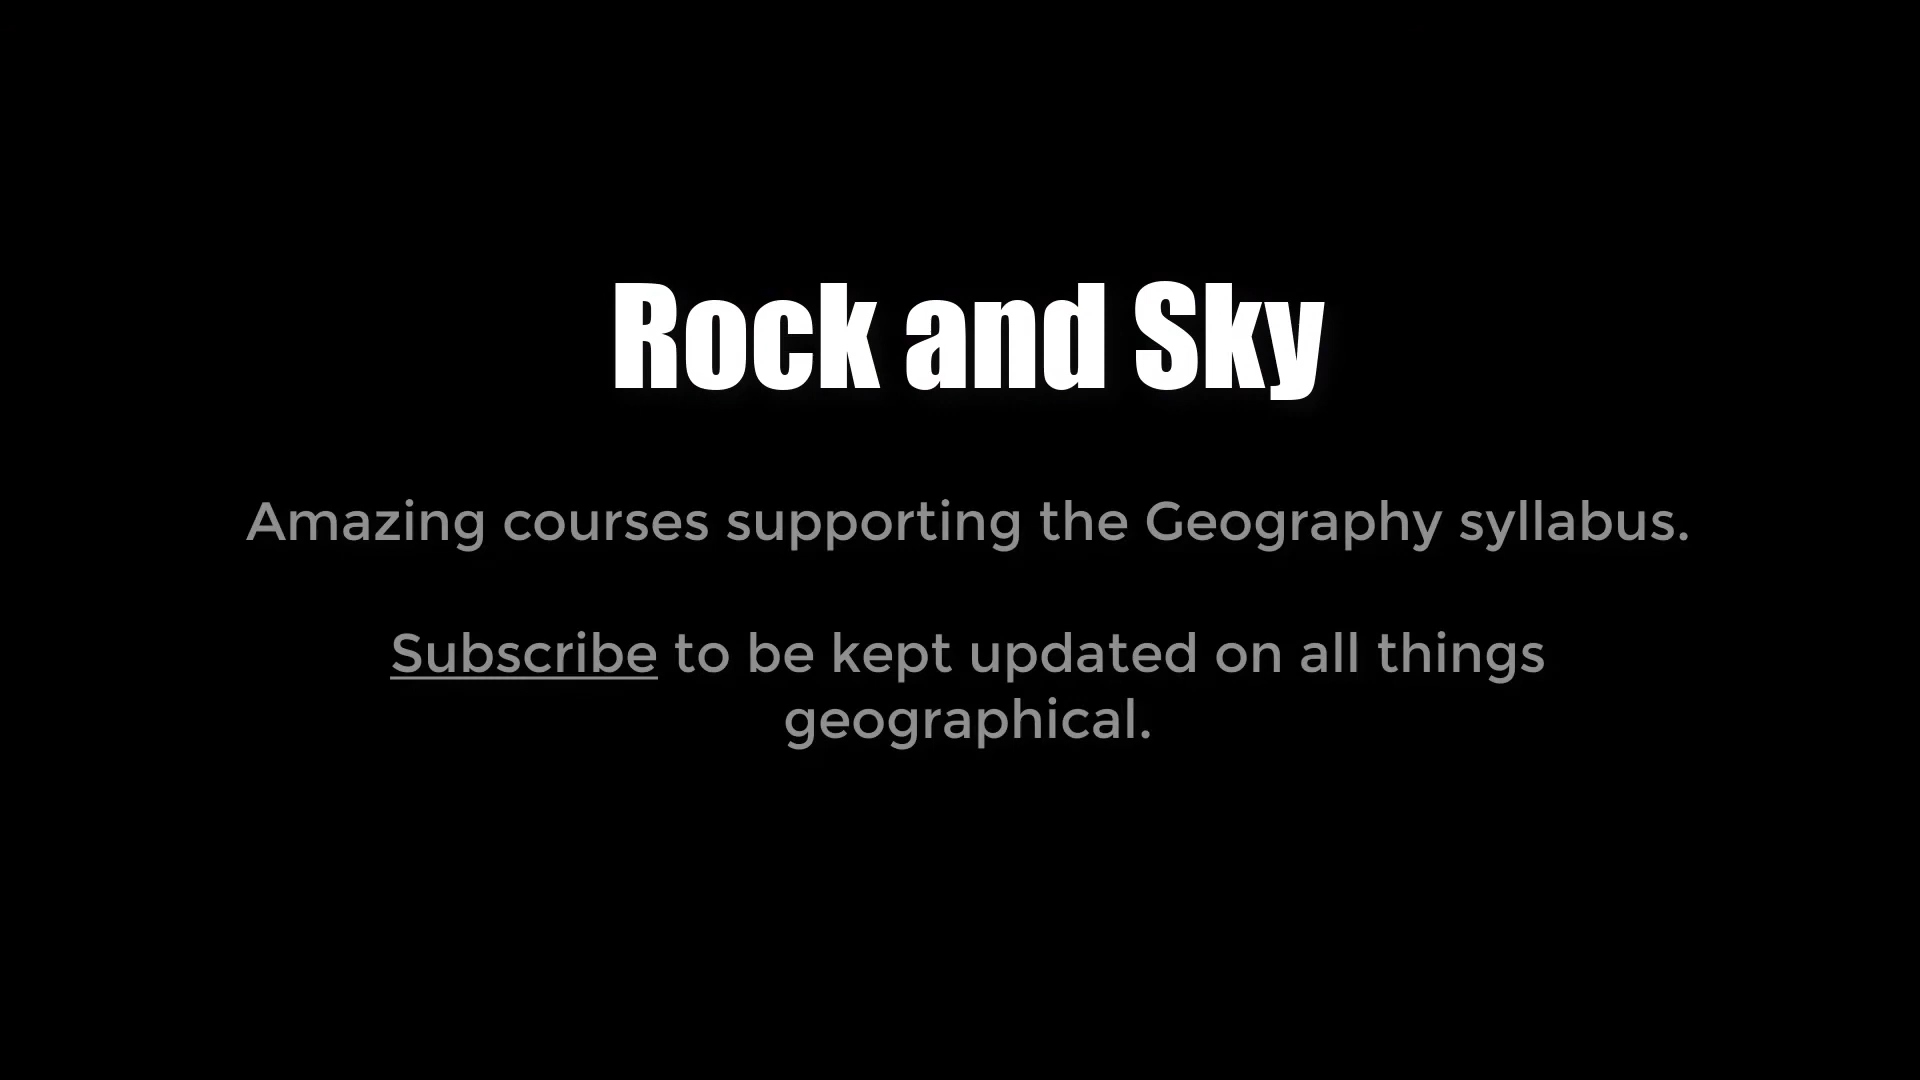 Rock and Sky
Amazing courses supporting the Geography syllabus.
Subscribe to be kept updated on all things
geographical.